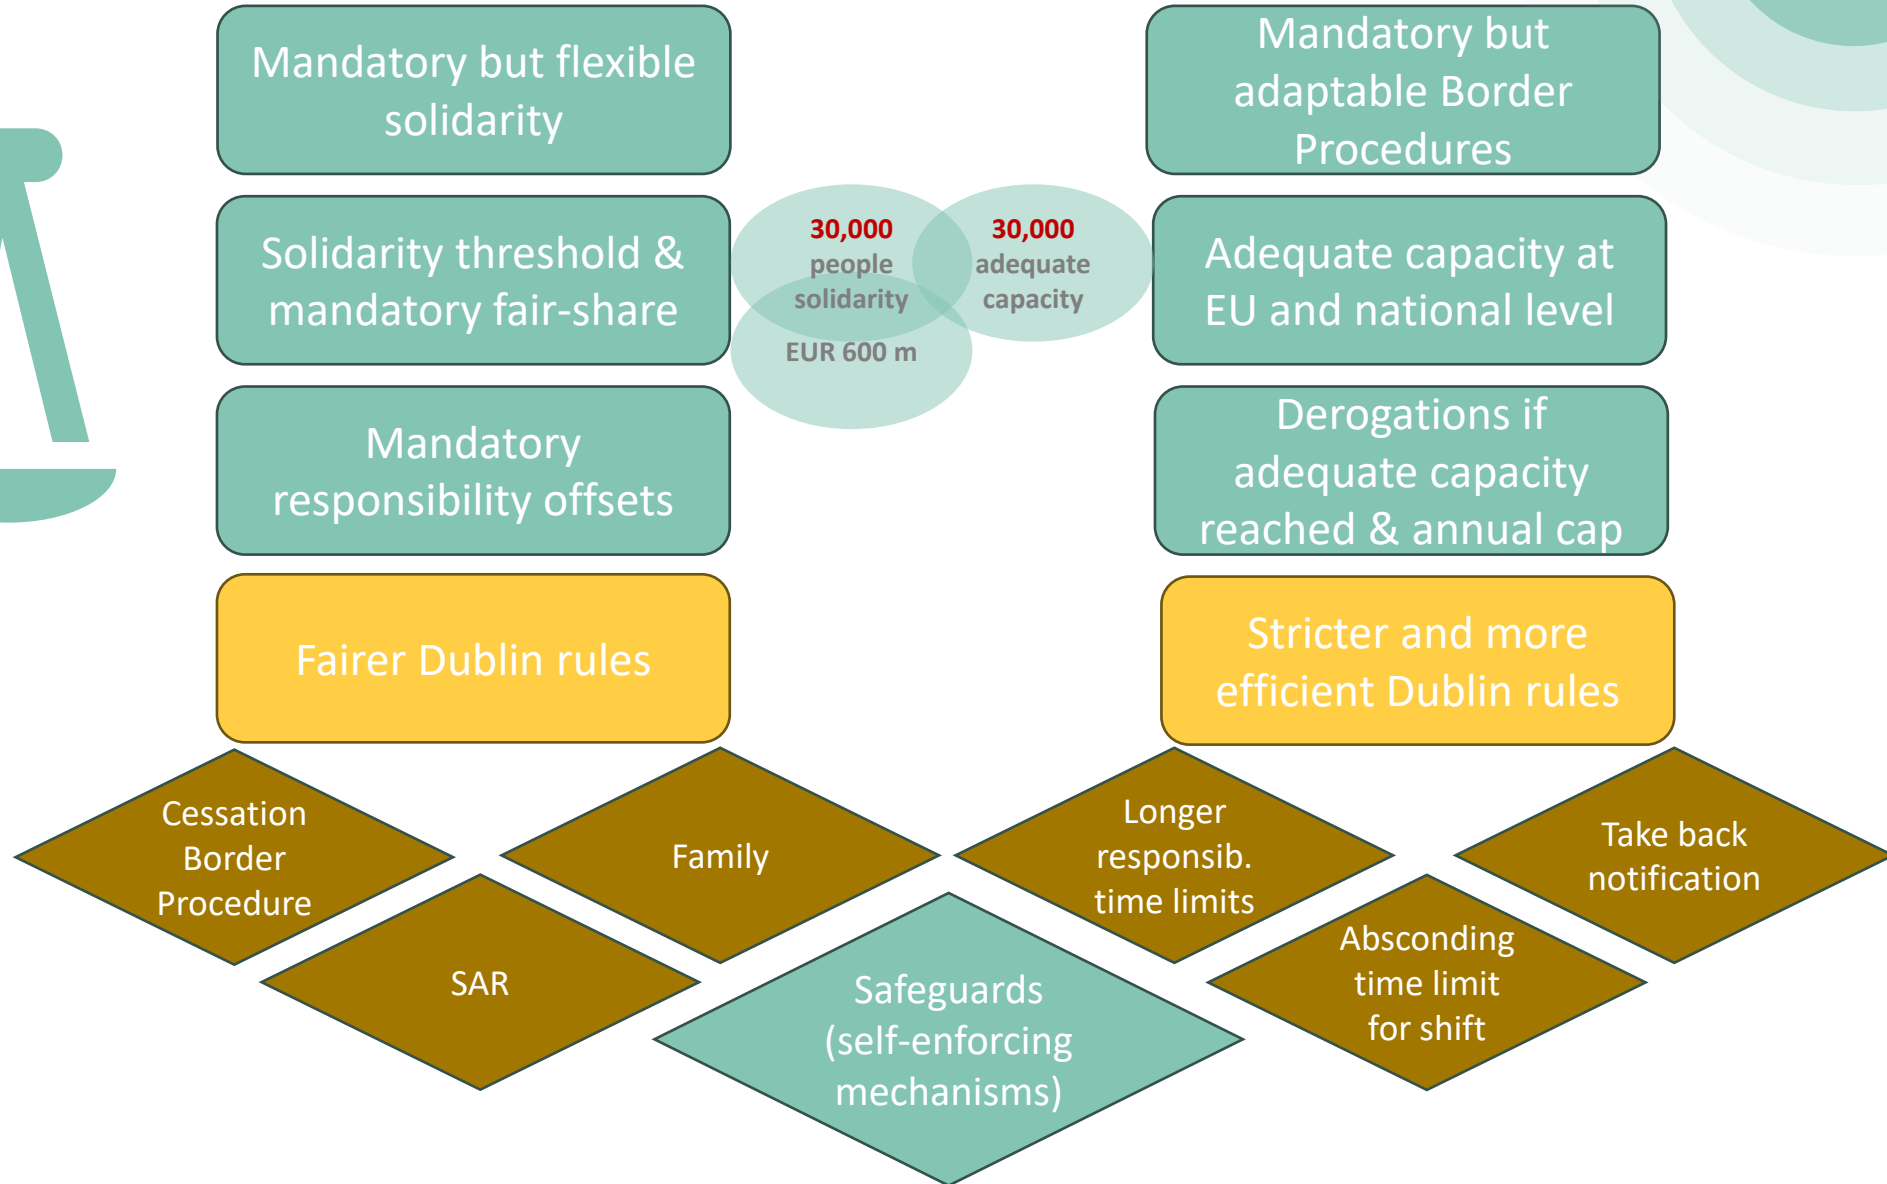 Mandatory but flexible
solidarity
Mandatory but
adaptable Border
Procedures
Solidarity threshold &
mandatory fair-share
30,000
people
solidarity
30,000
adequate
capacity
EUR 600 m
Adequate capacity at
EU and national level
Mandatory
responsibility offsets
Derogations if
adequate capacity
reached & annual cap
Fairer Dublin rules
Stricter and more
efficient Dublin rules
Cessation
Border
Procedure
Family
Longer
responsib.
time limits
Take back
notification
SAR
Safeguards
(self-enforcing
mechanisms)
Absconding
time limit
for shift